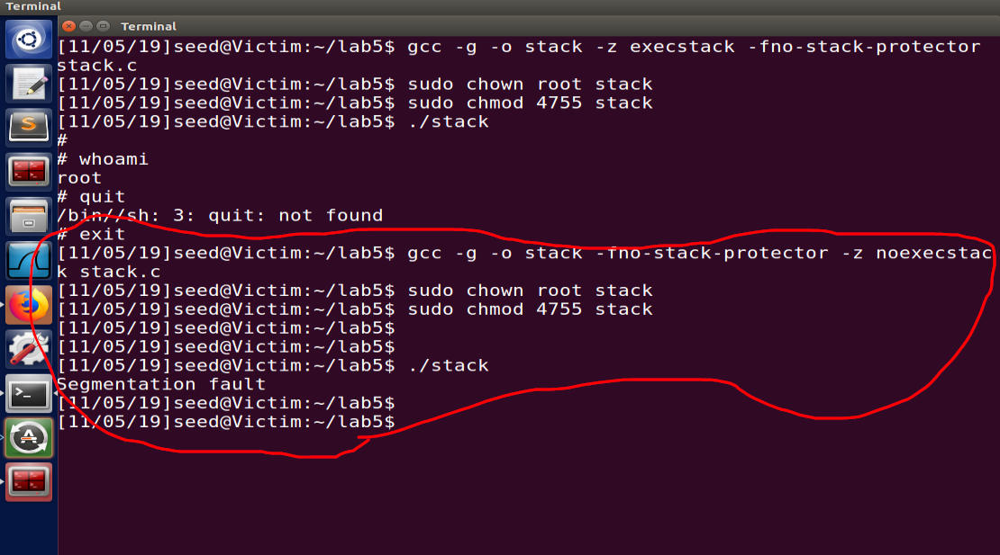 Terminal
Terminal
[11/05/19]seed@Victim:~/lab5$ gcc -g -o stack -z execstack -fno-stack-protector
stack.c
[11/05/19]seed@Victim:~/lab5$ sudo chown root stack
[11/05/19]seed@Victim:~/lab5$ sudo chmod 4755 stack
[11/05/19]seed@Victim:~/lab5$ ./stack
#
# whoami
root
# quit
/bin//sh: 3: quit: not found
# exit
[11/05/19]seed@Victim:~/lab5$ gcc -g -o stack -fno-stack-protector -z noexecstac
k stack.c
[11/05/19]seed@Victim:~/lab5$ sudo chown root stack
[11/05/19]seed@Victim:~/lab5$ sudo chmod 4755 stack
[11/05/19]seed@Victim:~/lab5$
[11/05/19]seed@Victim:~/lab5$
[11/05/19]seed@Victim:~/lab5$ ./stack
Segmentation fault
[11/05/19]seed@Victim:~/lab5$
[11/05/19]seed@Victim:~/lab5$